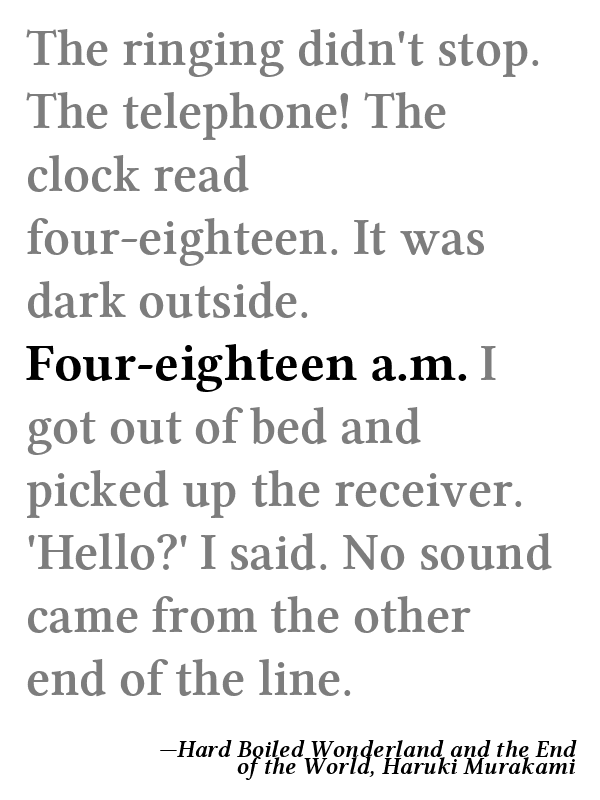 The ringing didn't stop.
The telephone! The
clock read
four-eighteen. It was
dark outside.
Four-eighteen a.m. I
got out of bed and
picked up the receiver.
'Hello?' I said. No sound
came from the other
end of the line.
—Hard Boiled Wonderland and the End
of the World, Haruki Murakami